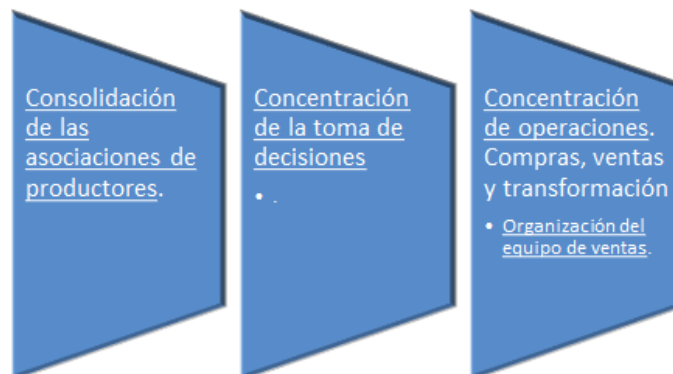 Consolidación
de las
asociaciones de
productores.
Concentración
de la toma de
decisiones
• .
Concentración
de operaciones.
Compras, ventas
y transformación
• Organización del
equipo de ventas.